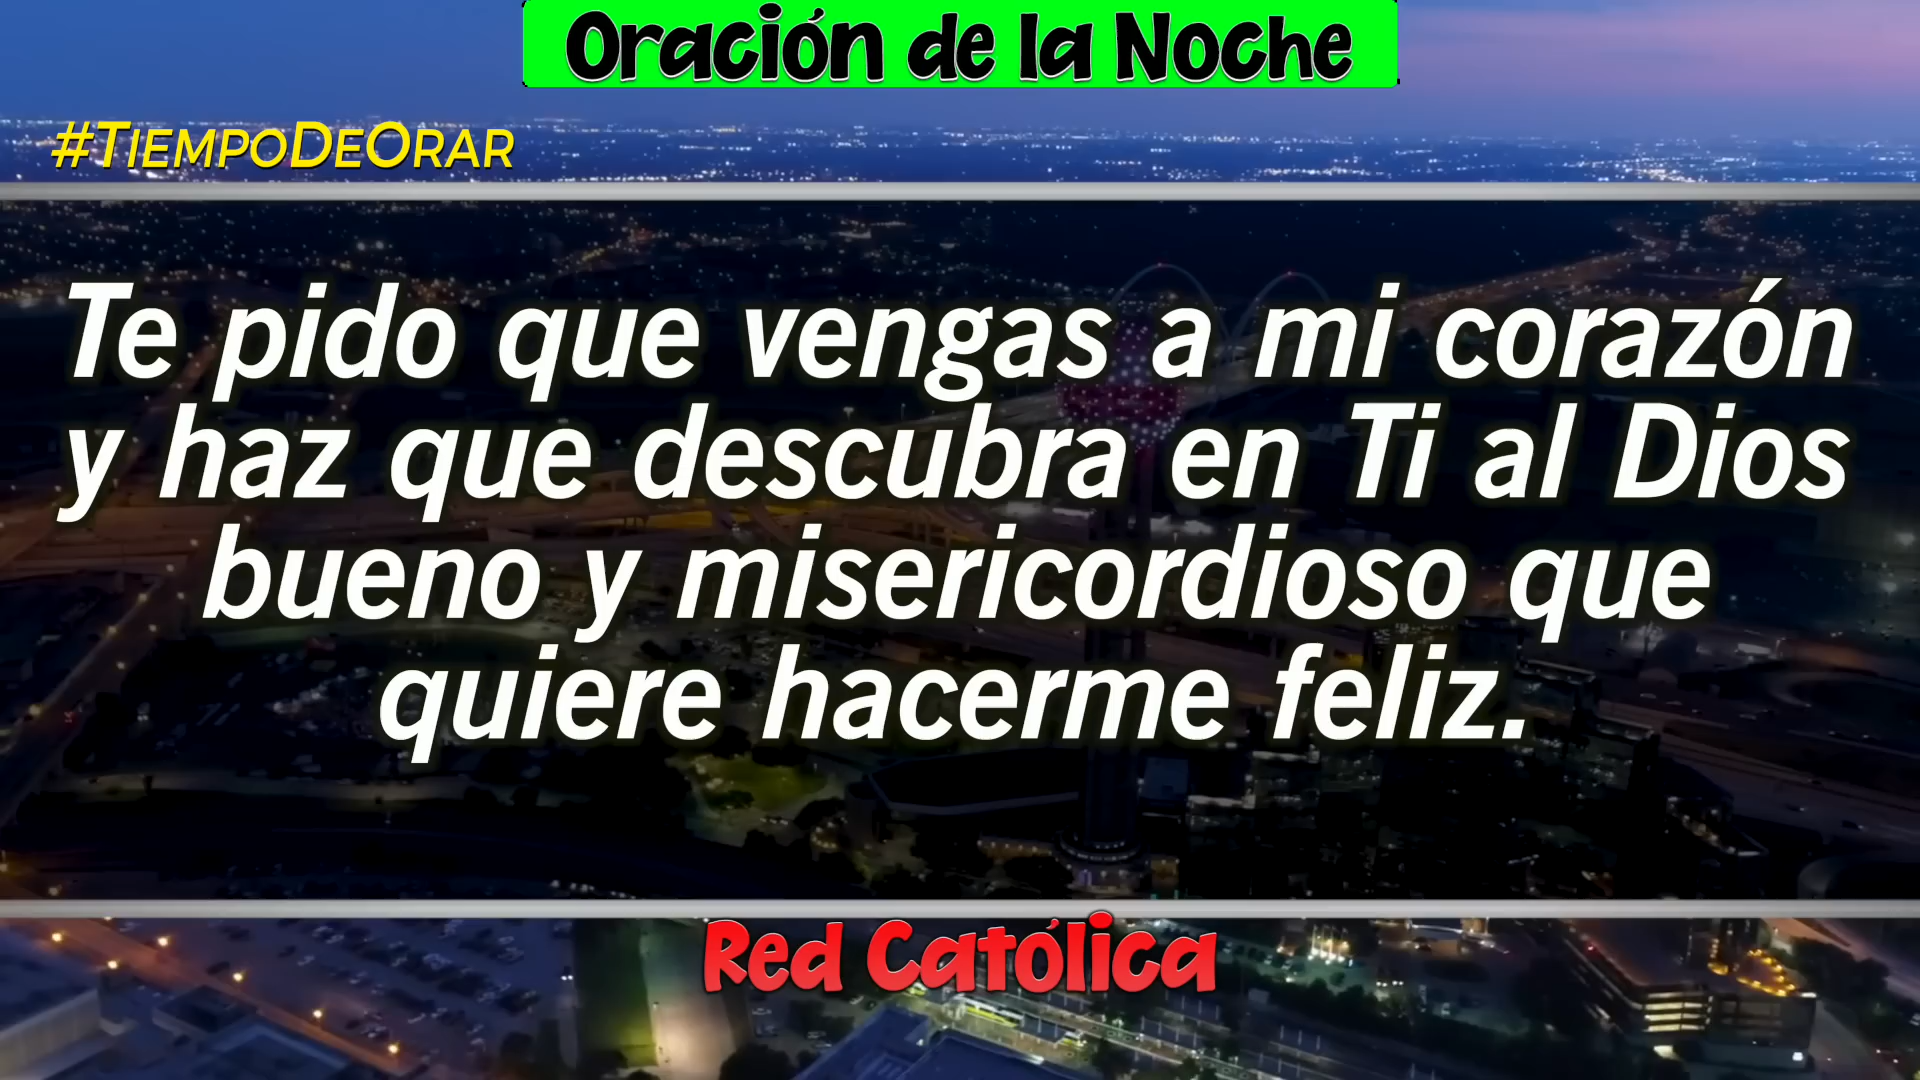 Oración de la Noche
#TiempoDeOrar
Te pido que vengas a mi corazón
y haz que descubra en Ti al Dios
bueno y misericordioso que
quiere hacerme feliz.
Red Católica